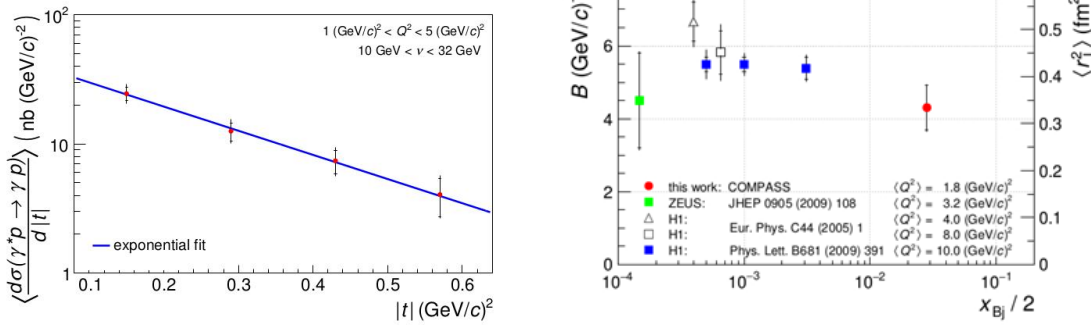 10²
10
1
⟨dσ(γ*p → γ p)/d|t|⟩ (nb (GeV/c)⁻²)
1 (GeV/c)² < Q² < 5 (GeV/c)²
10 GeV < ν < 32 GeV
exponential fit
0.1 0.2 0.3 0.4 0.5 0.6
|t| (GeV/c)²
B (GeV/c)⁻
6
4
2
0
this work: COMPASS ⟨Q²⟩ = 1.8 (GeV/c)²
ZEUS: JHEP 0905 (2009) 108 ⟨Q²⟩ = 3.2 (GeV/c)²
H1: ⟨Q²⟩ = 4.0 (GeV/c)²
Eur. Phys. C44 (2005) 1
H1: ⟨Q²⟩ = 8.0 (GeV/c)²
H1: Phys. Lett. B681 (2009) 391 ⟨Q²⟩ = 10.0 (GeV/c)²
10⁻⁴ 10⁻³ 10⁻² 10⁻¹
x_Bj / 2
0.5
0.4
0.3
0.2
0.1
0